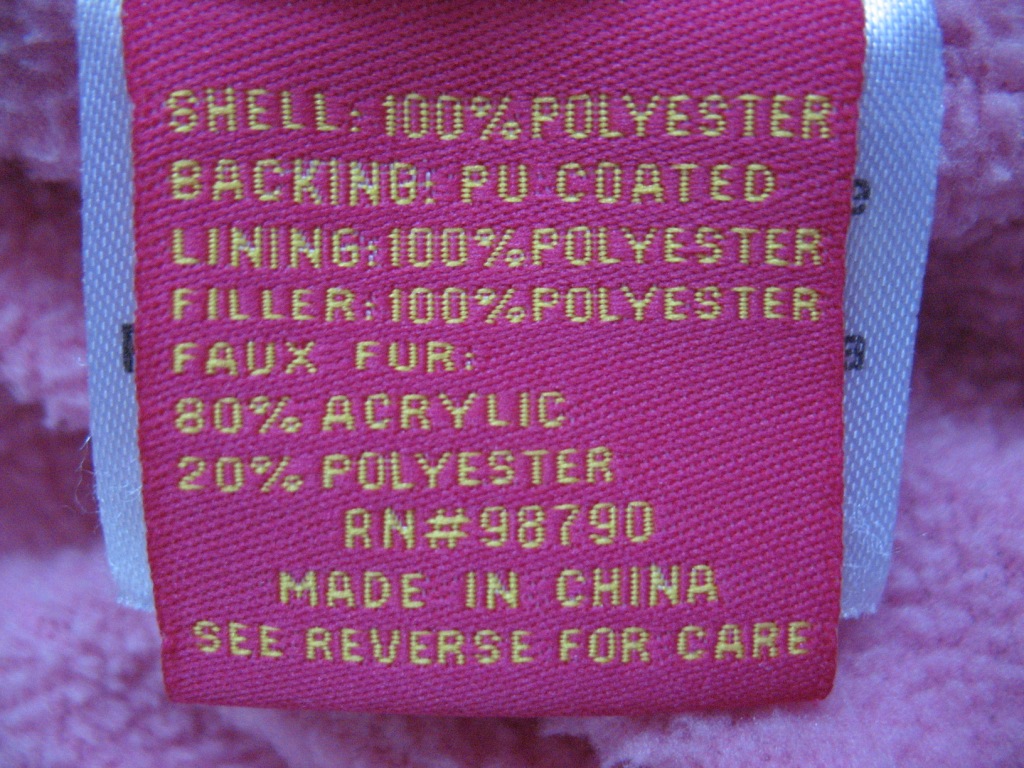 SHELL: 100% POLYESTER
BACKING: PU COATED
LINING: 100% POLYESTER
FILLER: 100% POLYESTER
FAUX FUR:
80% ACRYLIC
20% POLYESTER
RN#98790
MADE IN CHINA
SEE REVERSE FOR CARE